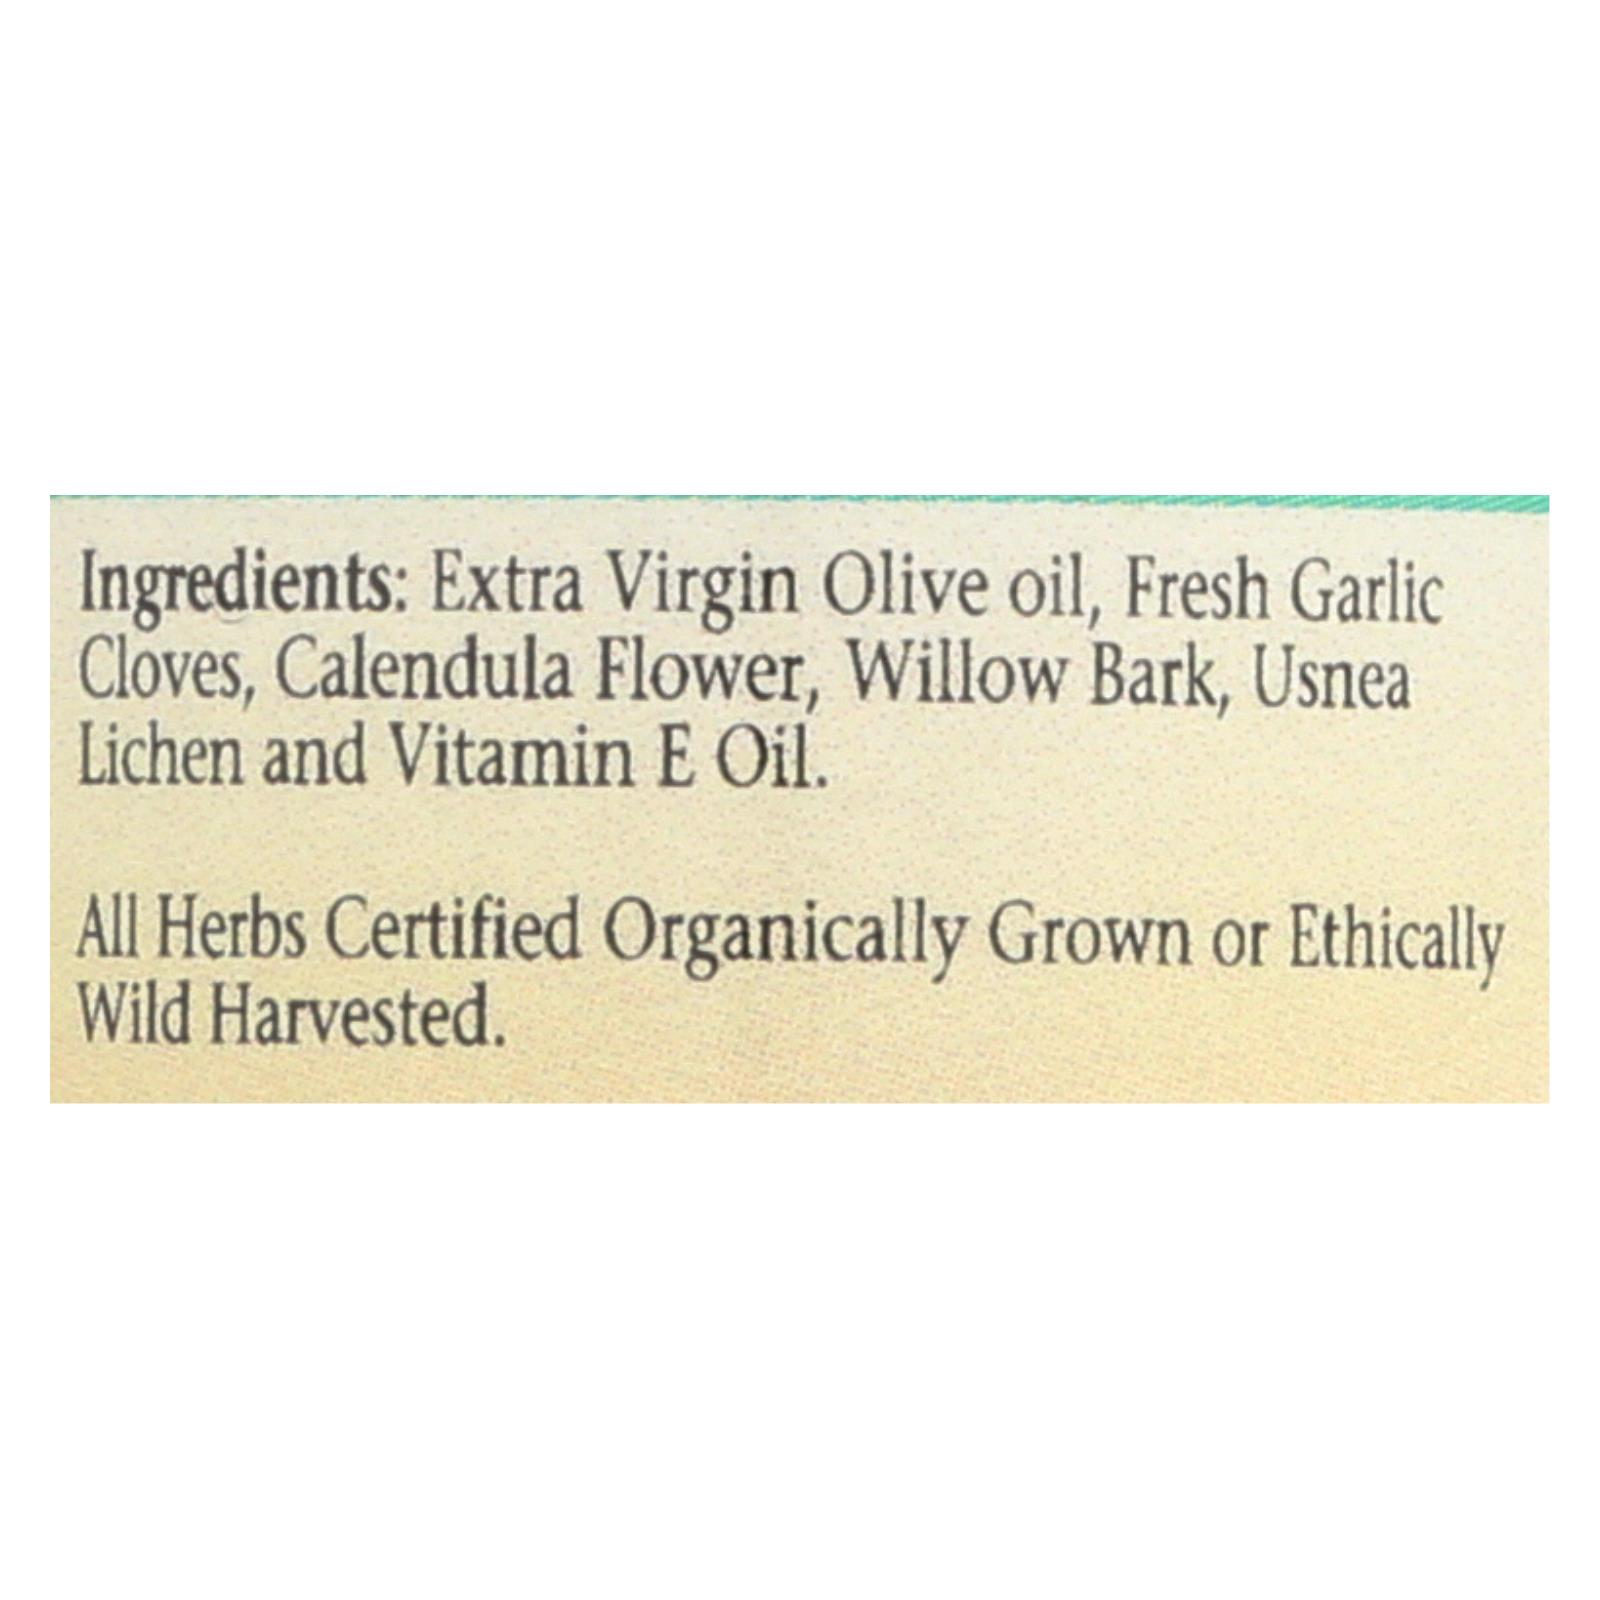 Ingredients: Extra Virgin Olive oil, Fresh Garlic
Cloves, Calendula Flower, Willow Bark, Usnea
Lichen and Vitamin E Oil.
All Herbs Certified Organically Grown or Ethically
Wild Harvested.